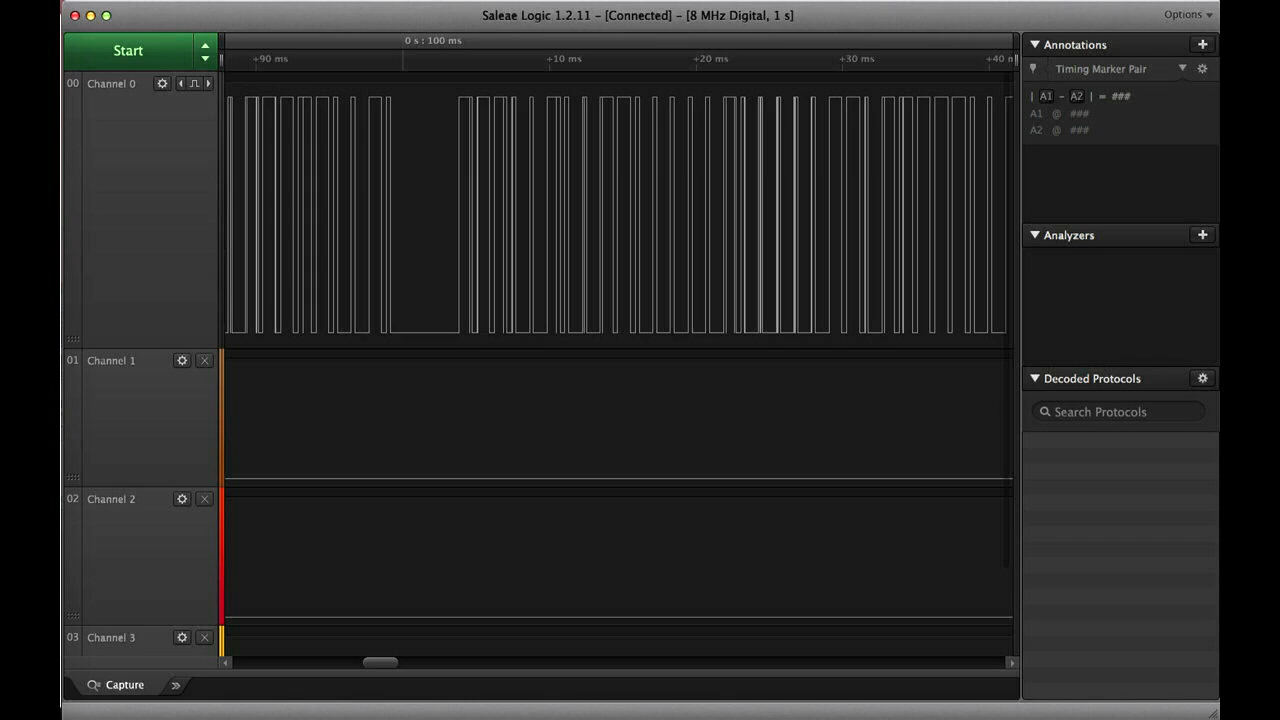 Saleae Logic 1.2.11 – [Connected] – [8 MHz Digital, 1 s]
Options
Start
0 s : 100 ms
+90 ms
+10 ms
+20 ms
+30 ms
+40 n
00 Channel 0
01 Channel 1
02 Channel 2
03 Channel 3
Capture
Annotations
Timing Marker Pair
| A1 – A2 | = ###
A1 @ ###
A2 @ ###
Analyzers
Decoded Protocols
Search Protocols